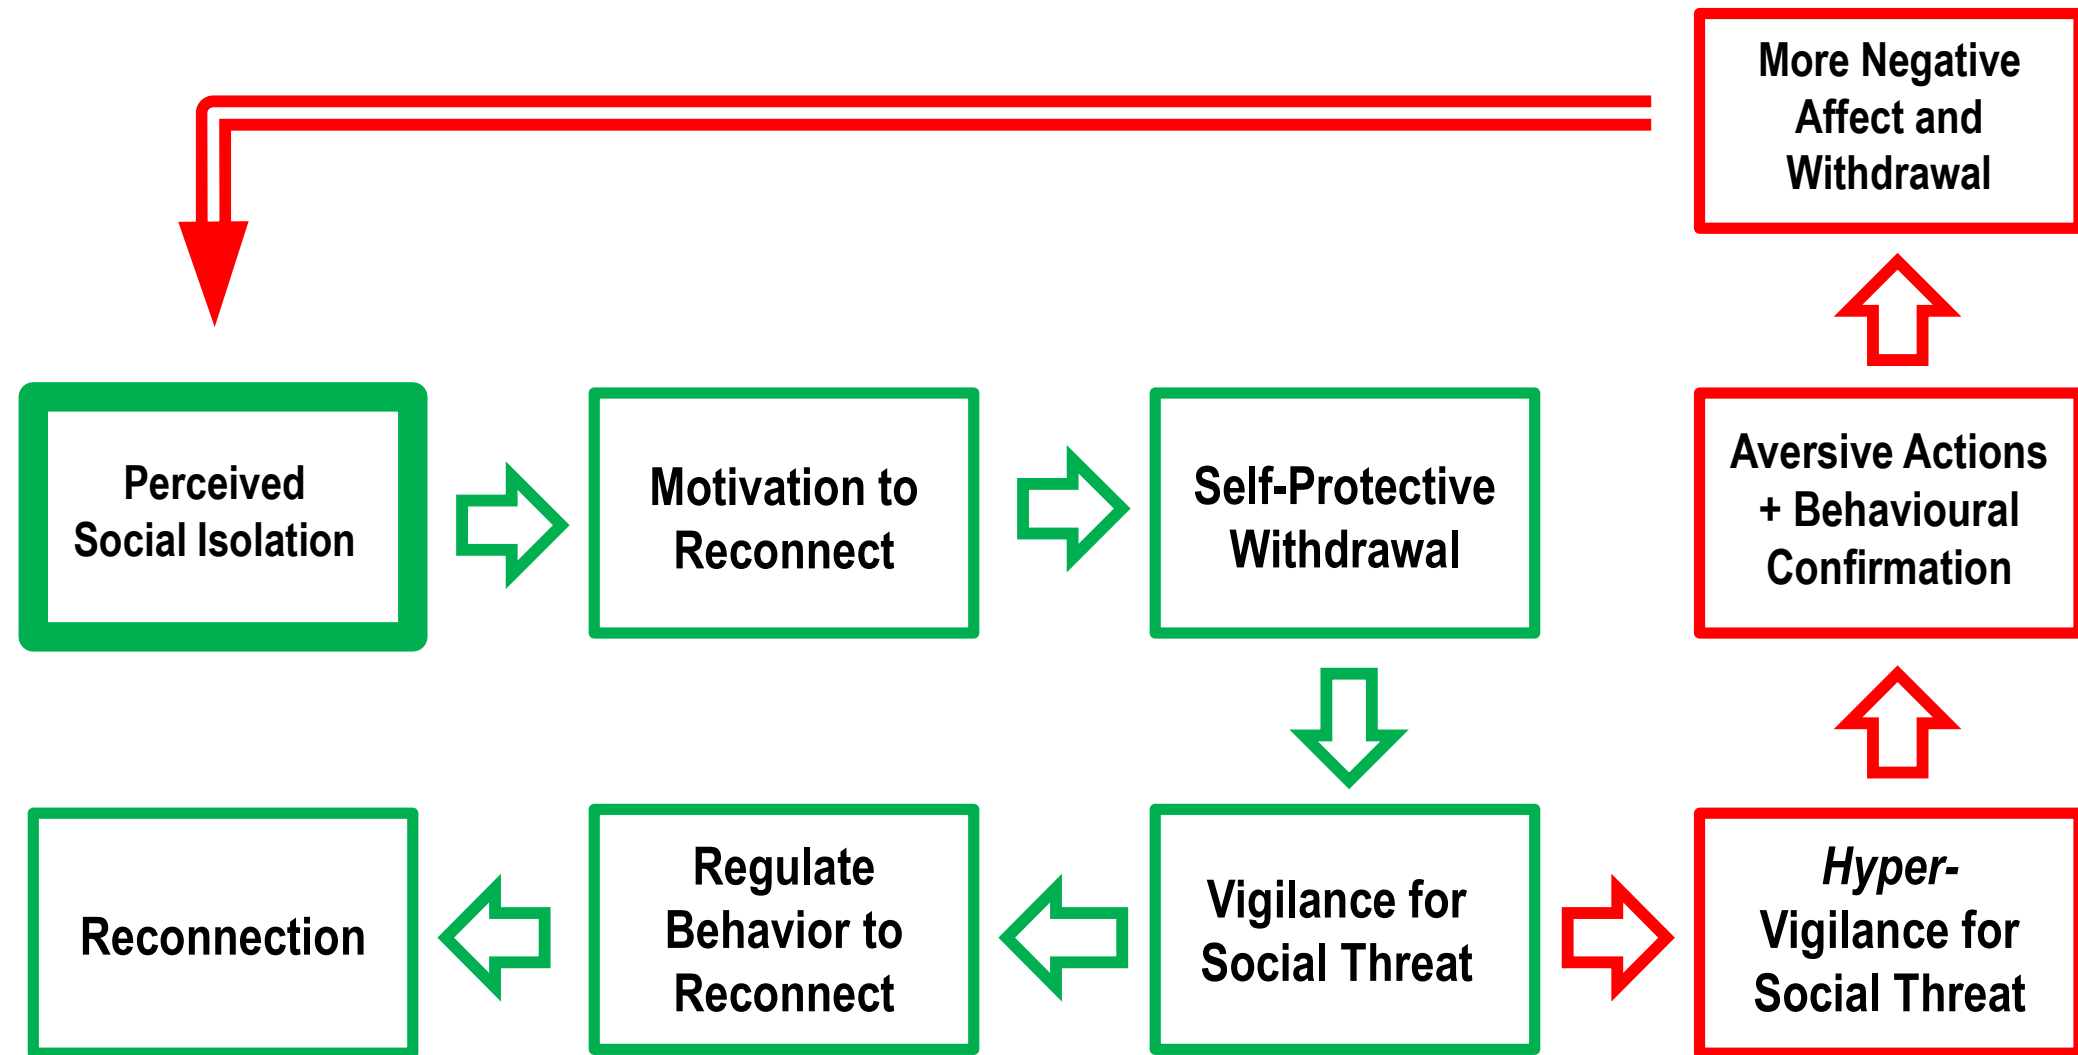 More Negative
Affect and
Withdrawal
Perceived
Social Isolation
Motivation to
Reconnect
Self-Protective
Withdrawal
Aversive Actions
+ Behavioural
Confirmation
Reconnection
Regulate
Behavior to
Reconnect
Vigilance for
Social Threat
Hyper-
Vigilance for
Social Threat